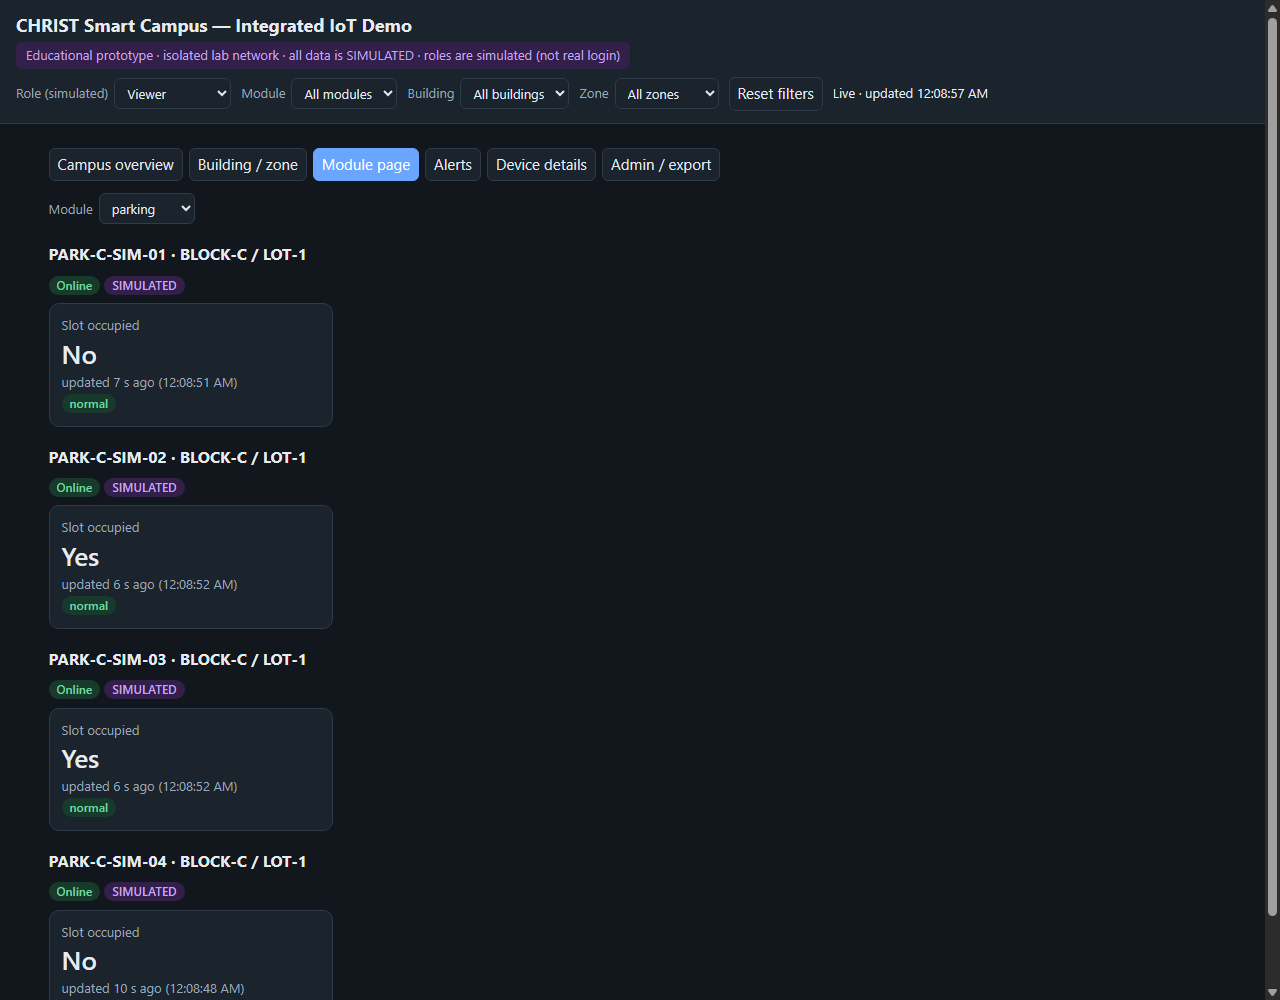 CHRIST Smart Campus — Integrated IoT Demo
Educational prototype · isolated lab network · all data is SIMULATED · roles are simulated (not real login)
Role (simulated) Viewer Module All modules Building All buildings Zone All zones Reset filters Live · updated 12:08:57 AM
Campus overview Building / zone Module page Alerts Device details Admin / export
Module parking
PARK-C-SIM-01 · BLOCK-C / LOT-1
Online SIMULATED
Slot occupied
No
updated 7 s ago (12:08:51 AM)
normal
PARK-C-SIM-02 · BLOCK-C / LOT-1
Online SIMULATED
Slot occupied
Yes
updated 6 s ago (12:08:52 AM)
normal
PARK-C-SIM-03 · BLOCK-C / LOT-1
Online SIMULATED
Slot occupied
Yes
updated 6 s ago (12:08:52 AM)
normal
PARK-C-SIM-04 · BLOCK-C / LOT-1
Online SIMULATED
Slot occupied
No
updated 10 s ago (12:08:48 AM)